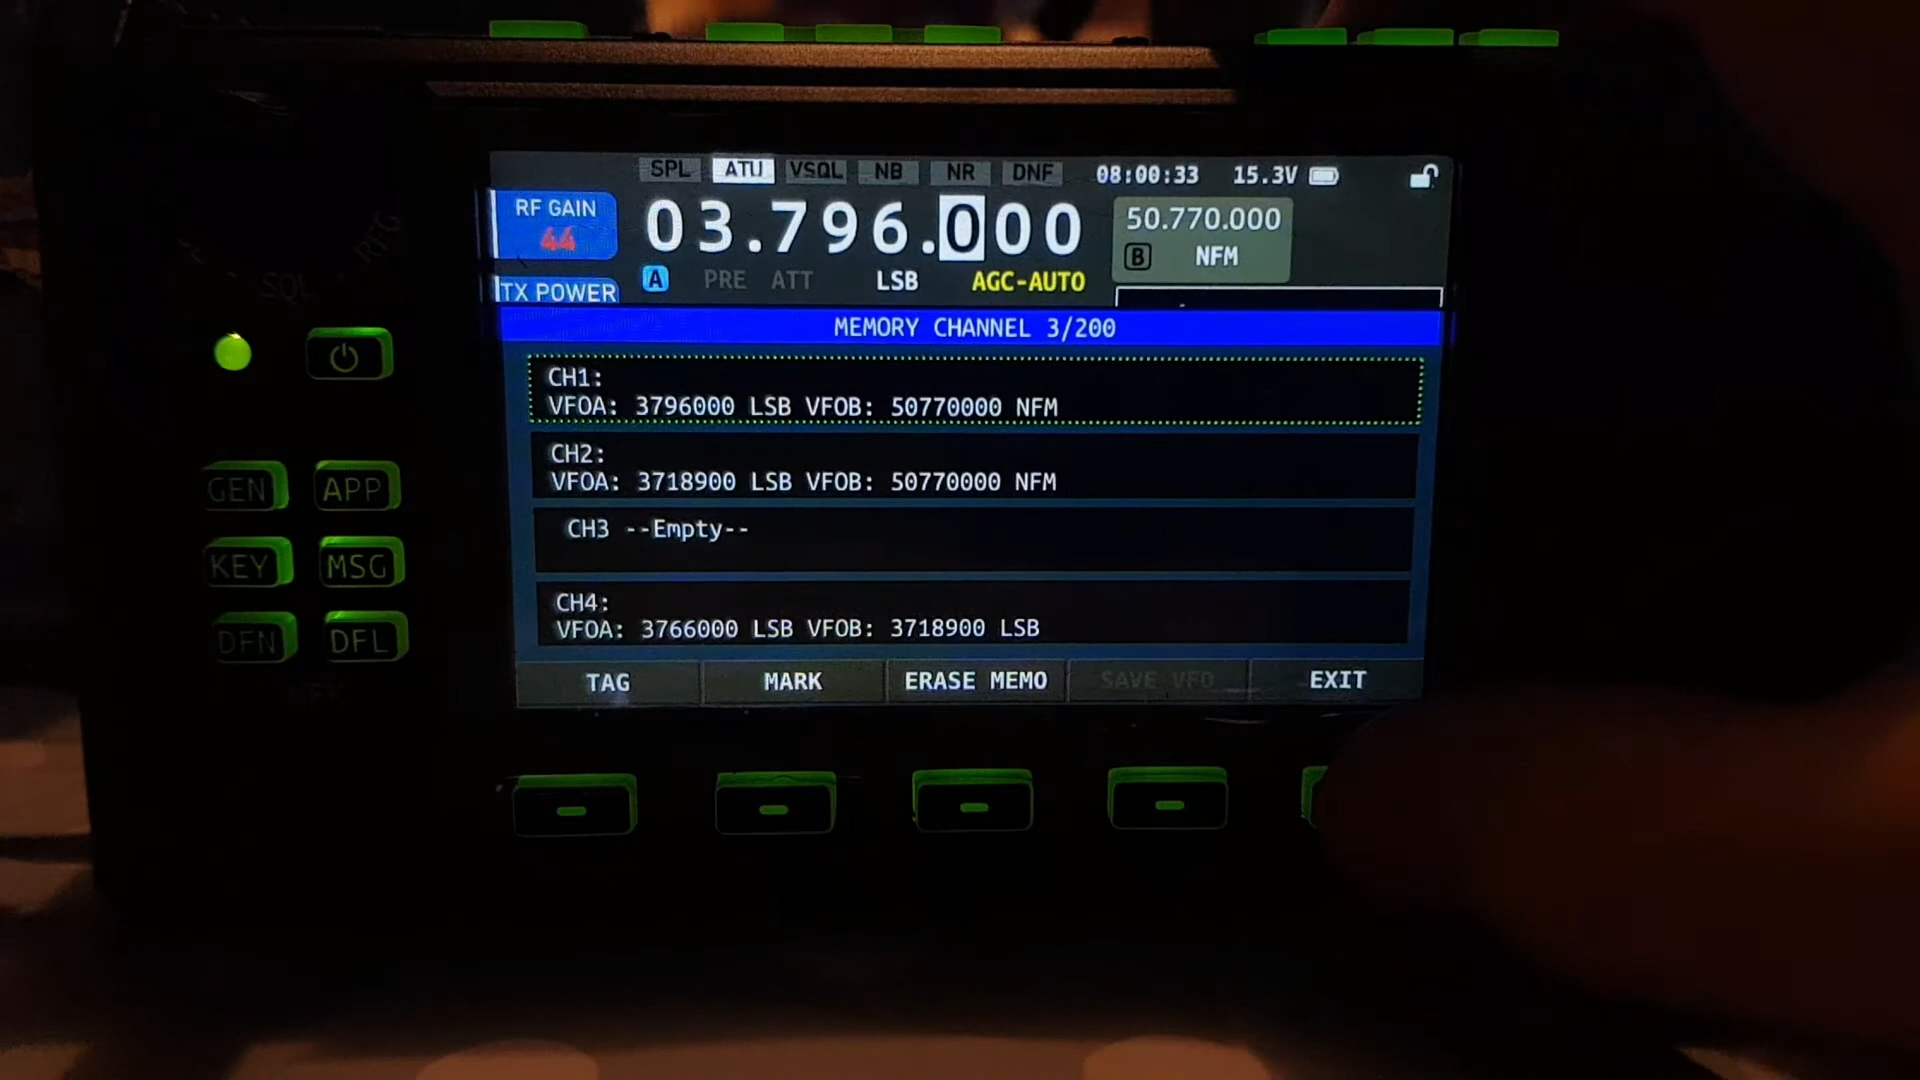 SPL ATU VSQL NB NR DNF 08:00:33 15.3V
RF GAIN 03.796.000 50.770.000
44
A PRE ATT LSB AGC-AUTO B NFM
TX POWER
MEMORY CHANNEL 3/200
CH1:
VFOA: 3796000 LSB VFOB: 50770000 NFM
CH2:
VFOA: 3718900 LSB VFOB: 50770000 NFM
CH3 --Empty--
CH4:
VFOA: 3766000 LSB VFOB: 3718900 LSB
TAG MARK ERASE MEMO SAVE VFO EXIT
SQL RFG
GEN APP
KEY MSG
DFN DFL